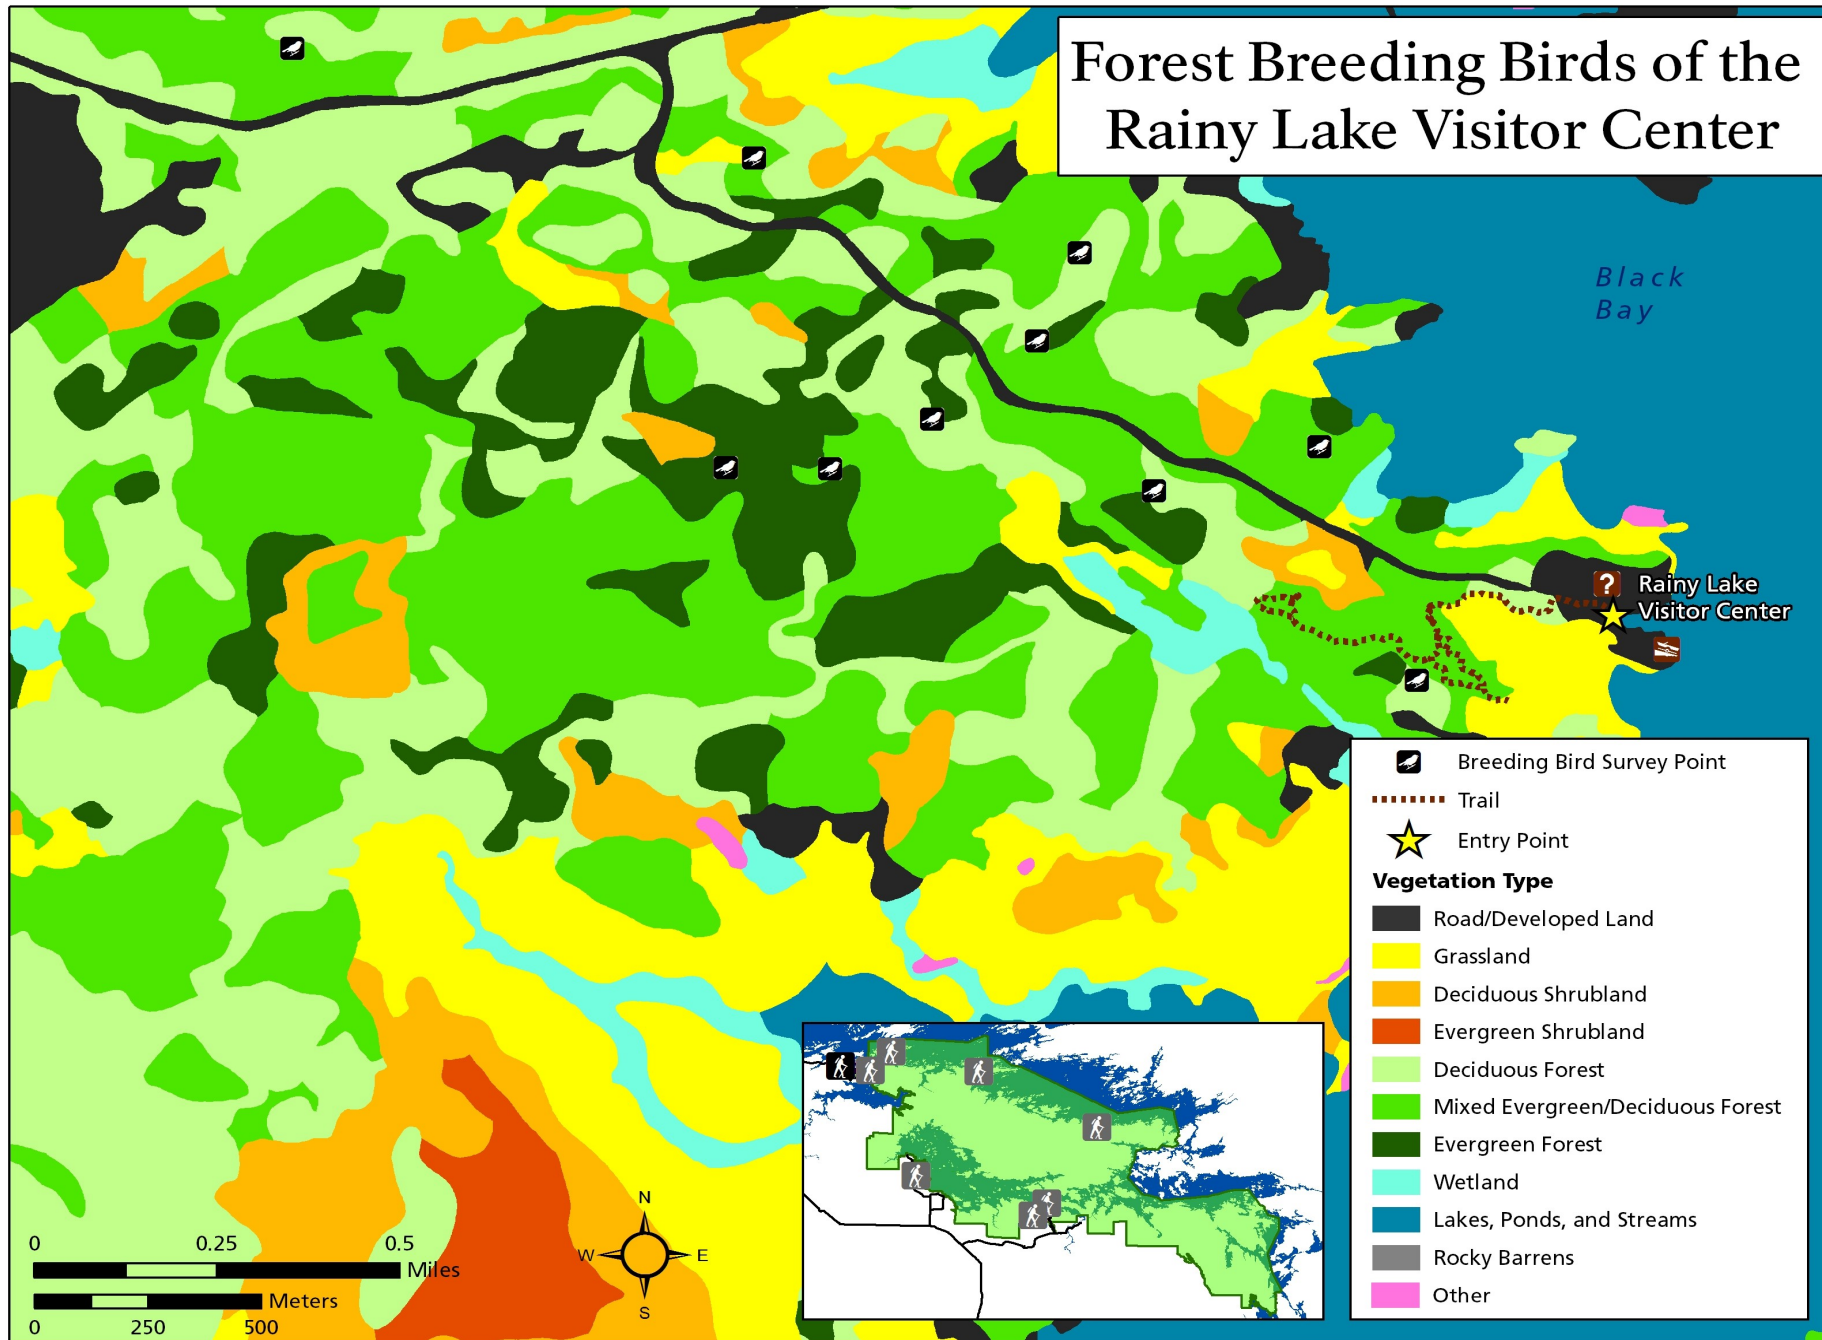 Forest Breeding Birds of the
Rainy Lake Visitor Center
Black
Bay
?
Rainy Lake
Visitor Center
Breeding Bird Survey Point
Trail
Entry Point
Vegetation Type
Road/Developed Land
Grassland
Deciduous Shrubland
Evergreen Shrubland
Deciduous Forest
Mixed Evergreen/Deciduous Forest
Evergreen Forest
Wetland
Lakes, Ponds, and Streams
Rocky Barrens
Other
N
W E
S
0 0.25 0.5
Miles
Meters
0 250 500